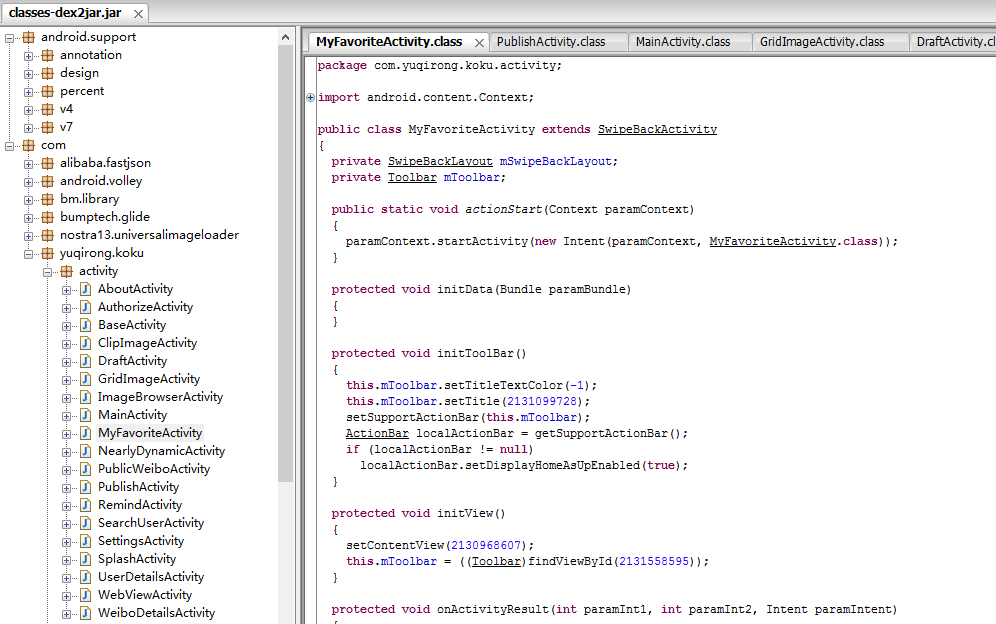 classes-dex2jar.jar
android.support
annotation
design
percent
v4
v7
com
alibaba.fastjson
android.volley
bm.library
bumptech.glide
nostra13.universalimageloader
yuqirong.koku
activity
AboutActivity
AuthorizeActivity
BaseActivity
ClipImageActivity
DraftActivity
GridImageActivity
ImageBrowserActivity
MainActivity
MyFavoriteActivity
NearlyDynamicActivity
PublicWeiboActivity
PublishActivity
RemindActivity
SearchUserActivity
SettingsActivity
SplashActivity
UserDetailsActivity
WebViewActivity
WeiboDetailsActivity
MyFavoriteActivity.class PublishActivity.class MainActivity.class GridImageActivity.class DraftActivity.cl
package com.yuqirong.koku.activity;
import android.content.Context;
public class MyFavoriteActivity extends SwipeBackActivity
{
private SwipeBackLayout mSwipeBackLayout;
private Toolbar mToolbar;
public static void actionStart(Context paramContext)
{
paramContext.startActivity(new Intent(paramContext, MyFavoriteActivity.class));
}
protected void initData(Bundle paramBundle)
{
}
protected void initToolBar()
{
this.mToolbar.setTitleTextColor(-1);
this.mToolbar.setTitle(2131099728);
setSupportActionBar(this.mToolbar);
ActionBar localActionBar = getSupportActionBar();
if (localActionBar != null)
localActionBar.setDisplayHomeAsUpEnabled(true);
}
protected void initView()
{
setContentView(2130968607);
this.mToolbar = ((Toolbar)findViewById(2131558595));
}
protected void onActivityResult(int paramInt1, int paramInt2, Intent paramIntent)
{